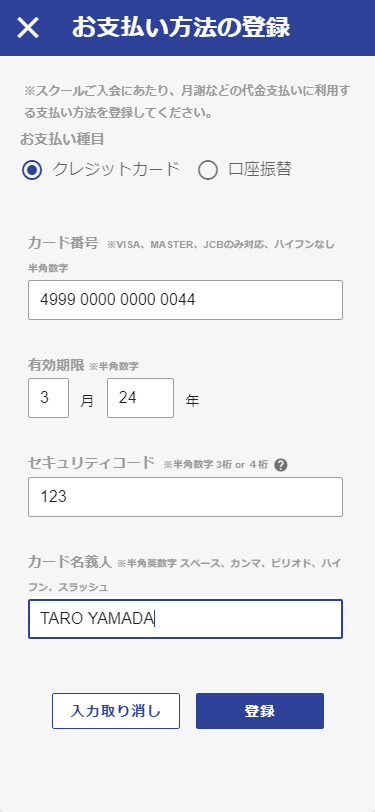 お支払い方法の登録
※スクールご入会にあたり、月謝などの代金支払いに利用す
る支払い方法を登録してください。
お支払い種目
クレジットカード 口座振替
カード番号 ※VISA、MASTER、JCBのみ対応、ハイフンなし
半角数字
4999 0000 0000 0044
有効期限 ※半角数字
3 月 24 年
セキュリティコード ※半角数字 3桁 or ４桁 ?
123
カード名義人 ※半角英数字 スペース、カンマ、ピリオド、ハイ
フン、スラッシュ
TARO YAMADA
入力取り消し 登録